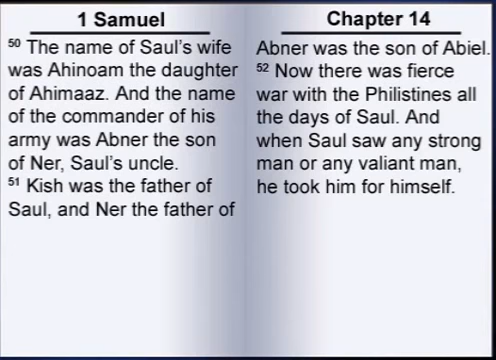 1 Samuel
50 The name of Saul's wife
was Ahinoam the daughter
of Ahimaaz. And the name
of the commander of his
army was Abner the son
of Ner, Saul's uncle.
51 Kish was the father of
Saul, and Ner the father of
Chapter 14
Abner was the son of Abiel.
52 Now there was fierce
war with the Philistines all
the days of Saul. And
when Saul saw any strong
man or any valiant man,
he took him for himself.